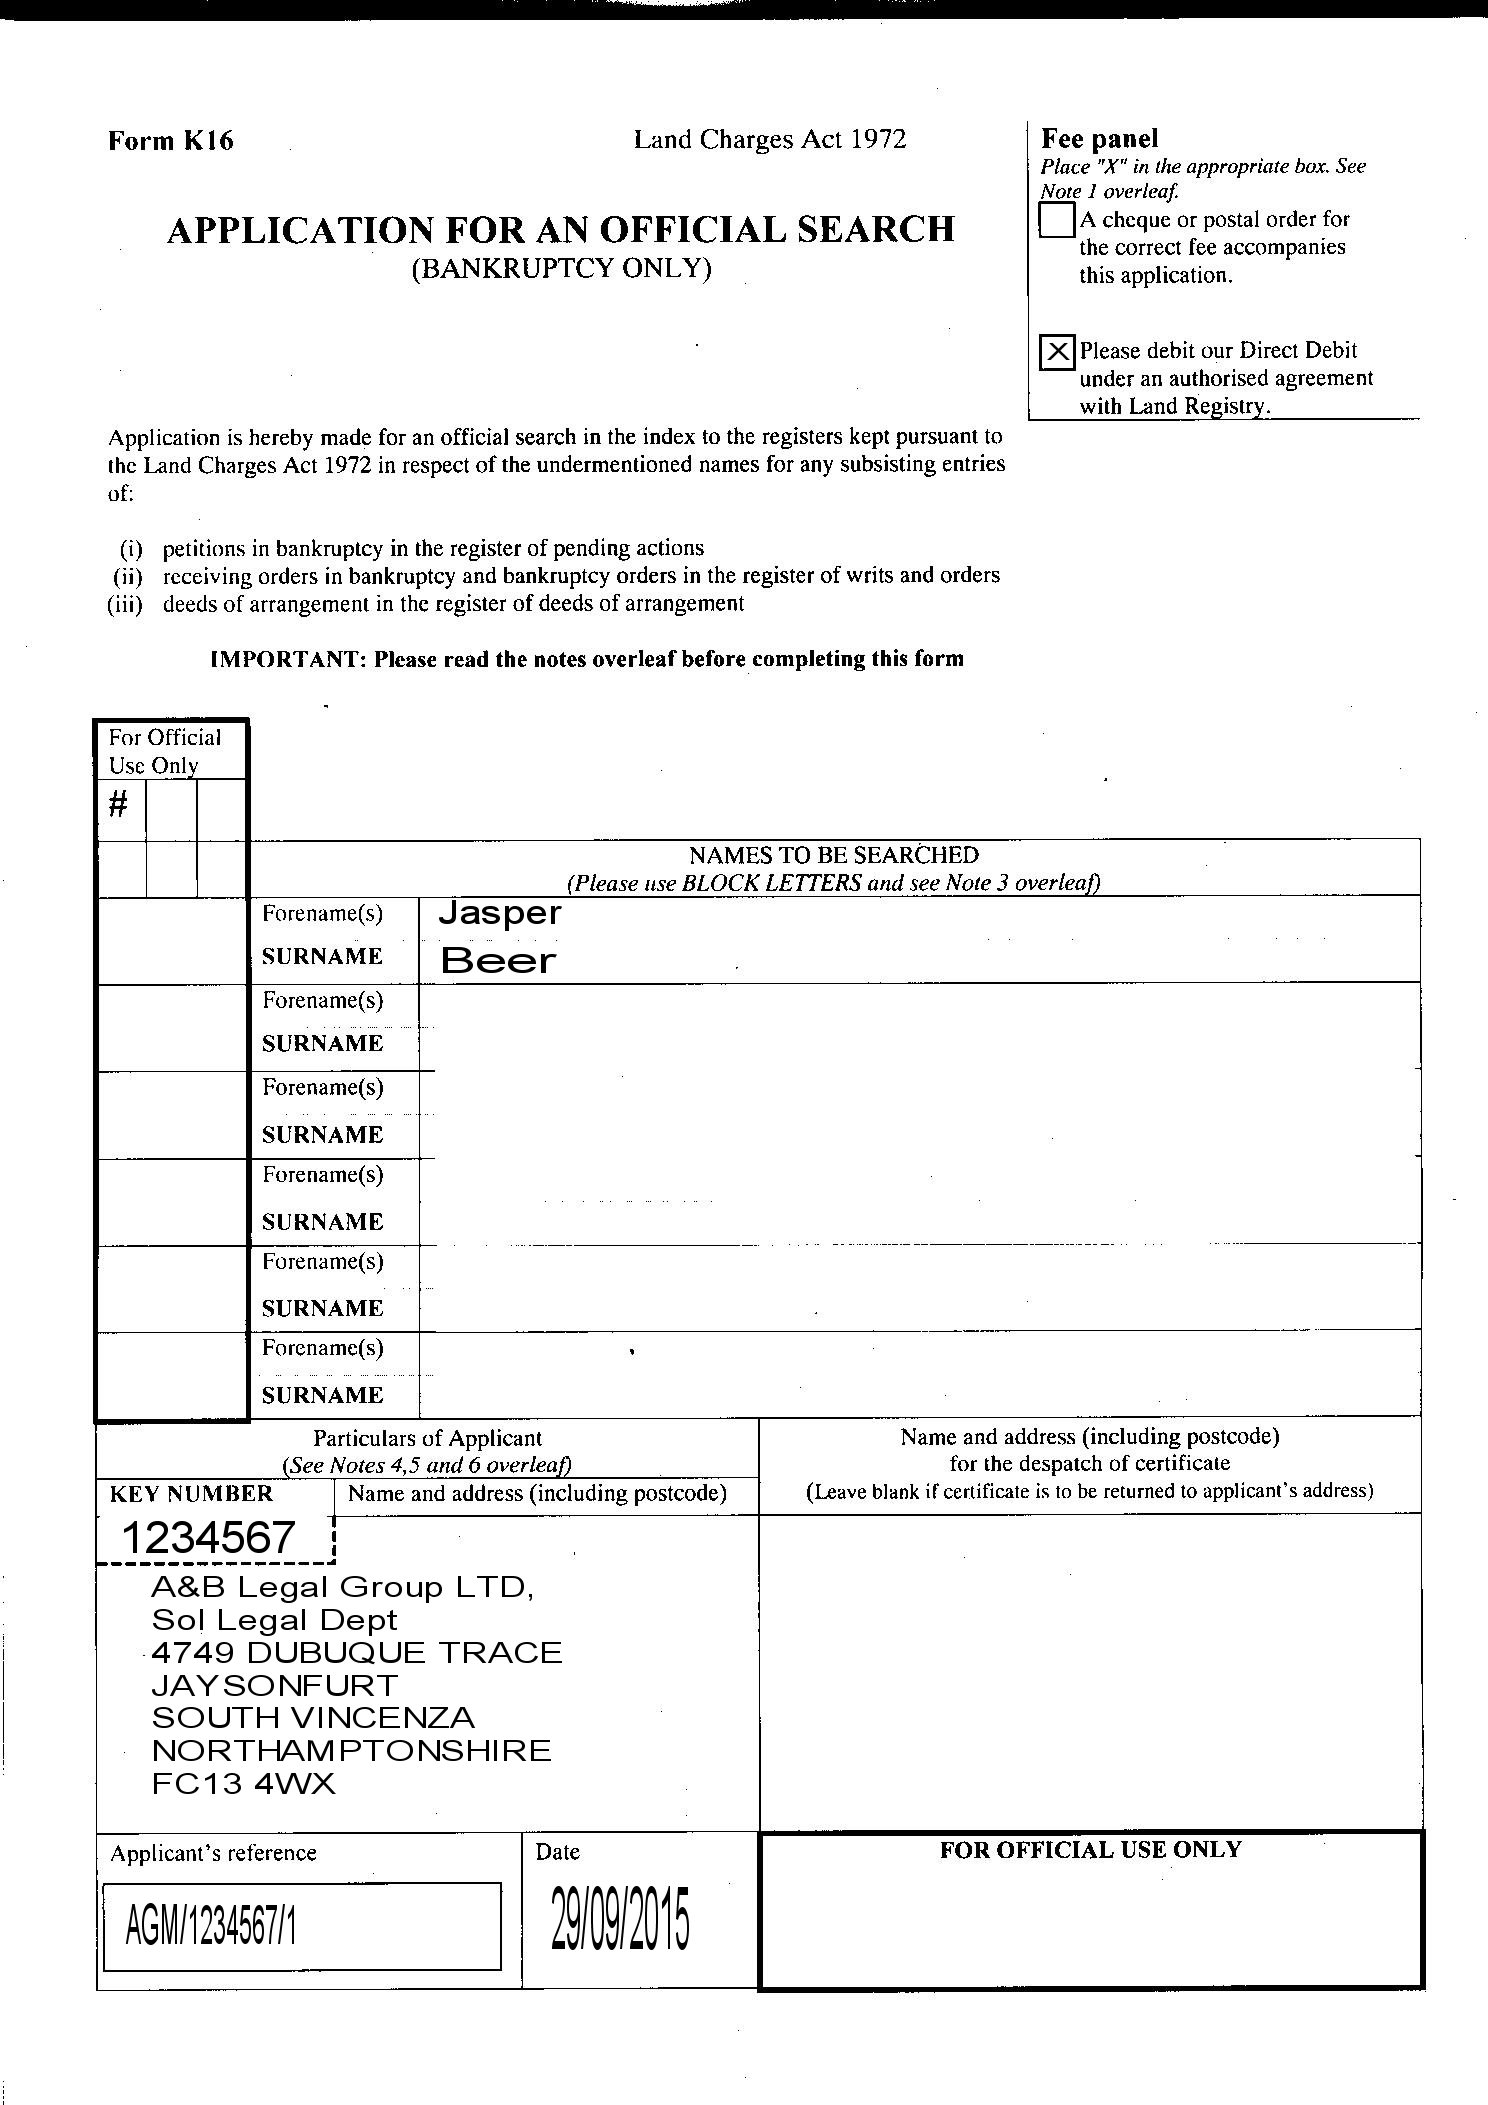 Form K16
Land Charges Act 1972
APPLICATION FOR AN OFFICIAL SEARCH
(BANKRUPTCY ONLY)
Fee panel
Place "X" in the appropriate box. See
Note 1 overleaf.
A cheque or postal order for
the correct fee accompanies
this application.
X Please debit our Direct Debit
under an authorised agreement
with Land Registry.
Application is hereby made for an official search in the index to the registers kept pursuant to
the Land Charges Act 1972 in respect of the undermentioned names for any subsisting entries
of:
(i) petitions in bankruptcy in the register of pending actions
(ii) receiving orders in bankruptcy and bankruptcy orders in the register of writs and orders
(iii) deeds of arrangement in the register of deeds of arrangement
IMPORTANT: Please read the notes overleaf before completing this form
For Official
Use Only
#
NAMES TO BE SEARCHED
(Please use BLOCK LETTERS and see Note 3 overleaf)
Forename(s) Jasper
SURNAME Beer
Forename(s)
SURNAME
Forename(s)
SURNAME
Forename(s)
SURNAME
Forename(s)
SURNAME
Forename(s)
SURNAME
Particulars of Applicant
(See Notes 4,5 and 6 overleaf)
KEY NUMBER
Name and address (including postcode)
1234567
A&B Legal Group LTD,
Sol Legal Dept
4749 DUBUQUE TRACE
JAYSONFURT
SOUTH VINCENZA
NORTHAMPTONSHIRE
FC13 4WX
Name and address (including postcode)
for the despatch of certificate
(Leave blank if certificate is to be returned to applicant's address)
Applicant's reference
AGM/1234567/1
Date
29/09/2015
FOR OFFICIAL USE ONLY